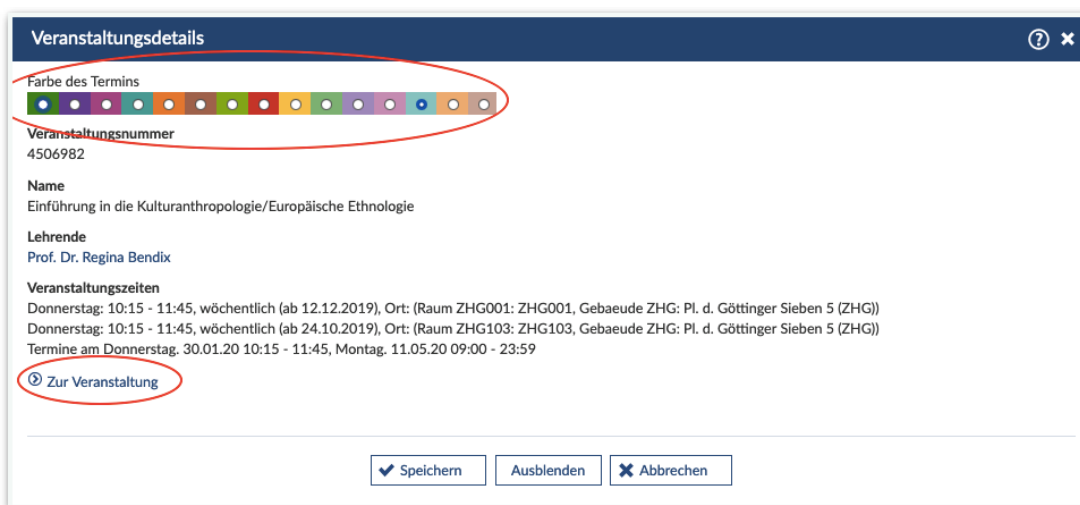 Veranstaltungsdetails
Farbe des Termins
Veranstaltungsnummer
4506982
Name
Einführung in die Kulturanthropologie/Europäische Ethnologie
Lehrende
Prof. Dr. Regina Bendix
Veranstaltungszeiten
Donnerstag: 10:15 - 11:45, wöchentlich (ab 12.12.2019), Ort: (Raum ZHG001: ZHG001, Gebaeude ZHG: Pl. d. Göttinger Sieben 5 (ZHG))
Donnerstag: 10:15 - 11:45, wöchentlich (ab 24.10.2019), Ort: (Raum ZHG103: ZHG103, Gebaeude ZHG: Pl. d. Göttinger Sieben 5 (ZHG))
Termine am Donnerstag. 30.01.20 10:15 - 11:45, Montag. 11.05.20 09:00 - 23:59
Zur Veranstaltung
Speichern Ausblenden Abbrechen